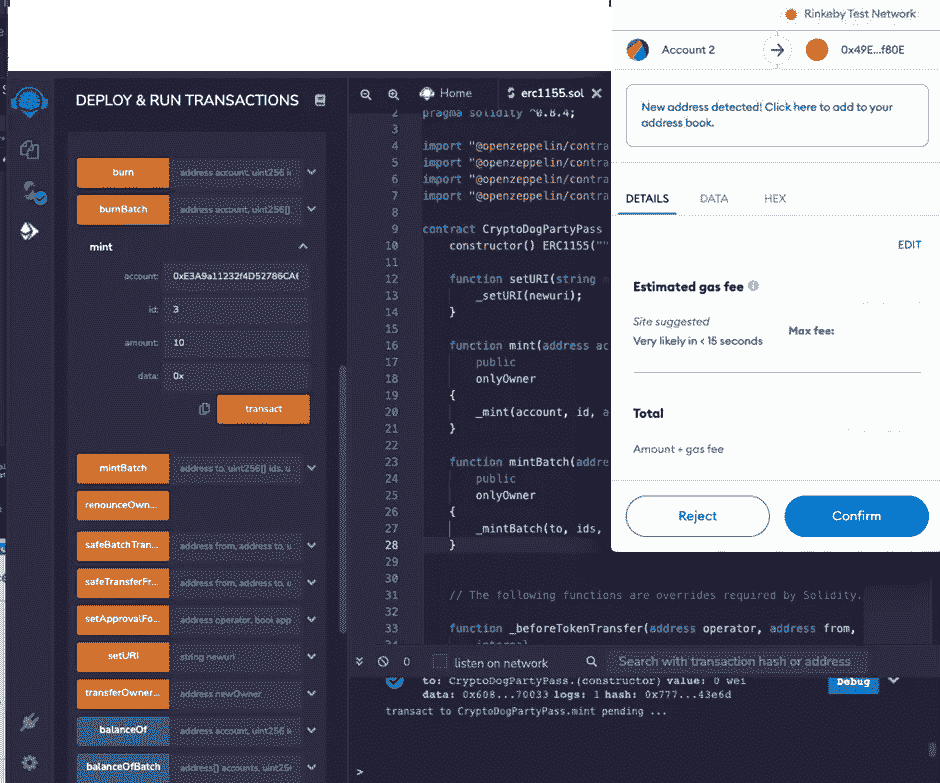 Rinkeby Test Network
Account 2
0x49E...f80E
New address detected! Click here to add to your
address book.
DETAILS
DATA
HEX
EDIT
Estimated gas fee
Site suggested
Very likely in < 15 seconds
Max fee:
Total
Amount + gas fee
Reject
Confirm
DEPLOY & RUN TRANSACTIONS
burn
address account, uint256 i
burnBatch
address account, uint256[]
mint
account:
0xE3A9a11232f4D52786CA
id:
3
amount:
10
data:
0x
transact
mintBatch
address to, uint256[] ids, u
renounceOwn...
safeBatchTran...
address from, address to, u
safeTransferFr...
address from, address to, u
setApprovalFo...
address operator, bool app
setURI
string newuri
transferOwner...
address newOwner
balanceOf
address account, uint256 i
balanceOfBatch
address[] accounts, uint25
Home
erc1155.sol
2 pragma solidity ^0.8.4;
3
4 import "@openzeppelin/contra
5 import "@openzeppelin/contra
6 import "@openzeppelin/contra
7 import "@openzeppelin/contra
8
9 contract CryptoDogPartyPass
10 constructor() ERC1155(""
11
12 function setURI(string
13 _setURI(newuri);
14 }
15
16 function mint(address ac
17 public
18 onlyOwner
19 {
20 _mint(account, id, a
21 }
22
23 function mintBatch(addre
24 public
25 onlyOwner
26 {
27 _mintBatch(to, ids,
28 }
29
30
31 // The following functions are overrides required by Solidity.
32
33 function _beforeTokenTransfer(address operator, address from,
0
listen on network
Search with transaction hash or address
to: CryptoDogPartyPass.(constructor) value: 0 wei
data: 0x608...70033 logs: 1 hash: 0x777...43e6d
Debug
transact to CryptoDogPartyPass.mint pending ...
>